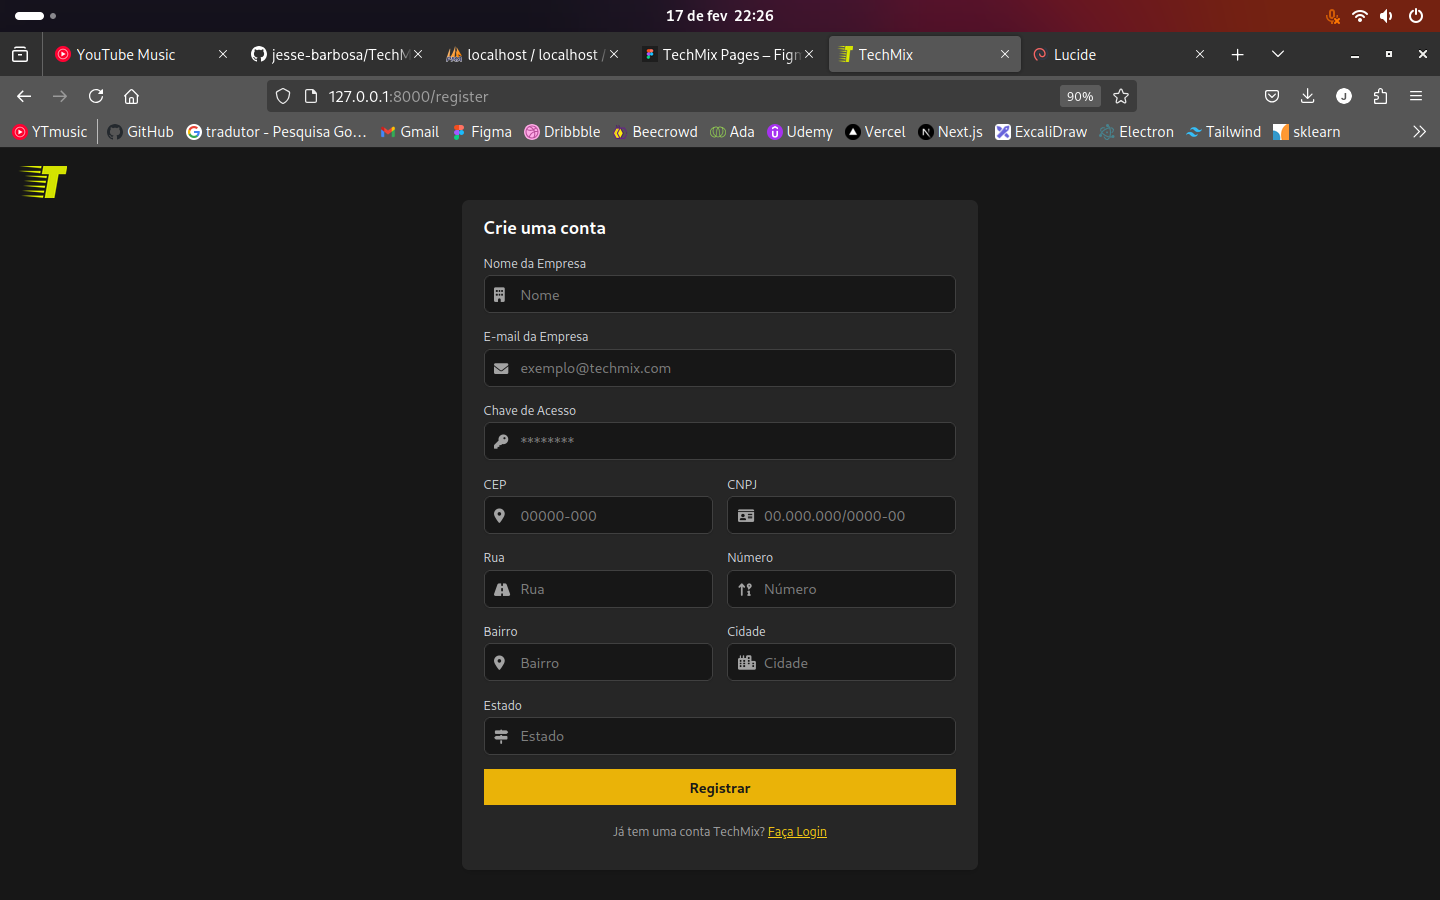 17 de fev 22:26
YouTube Music
jesse-barbosa/TechM
localhost / localhost /
TechMix Pages – Fign
TechMix
Lucide
127.0.0.1:8000/register
90%
J
YTmusic
GitHub
tradutor - Pesquisa Go...
Gmail
Figma
Dribbble
Beecrowd
Ada
Udemy
Vercel
Next.js
ExcaliDraw
Electron
Tailwind
sklearn
T
Crie uma conta
Nome da Empresa
Nome
E-mail da Empresa
exemplo@techmix.com
Chave de Acesso
********
CEP CNPJ
00000-000 00.000.000/0000-00
Rua Número
Rua Número
Bairro Cidade
Bairro Cidade
Estado
Estado
Registrar
Já tem uma conta TechMix? Faça Login